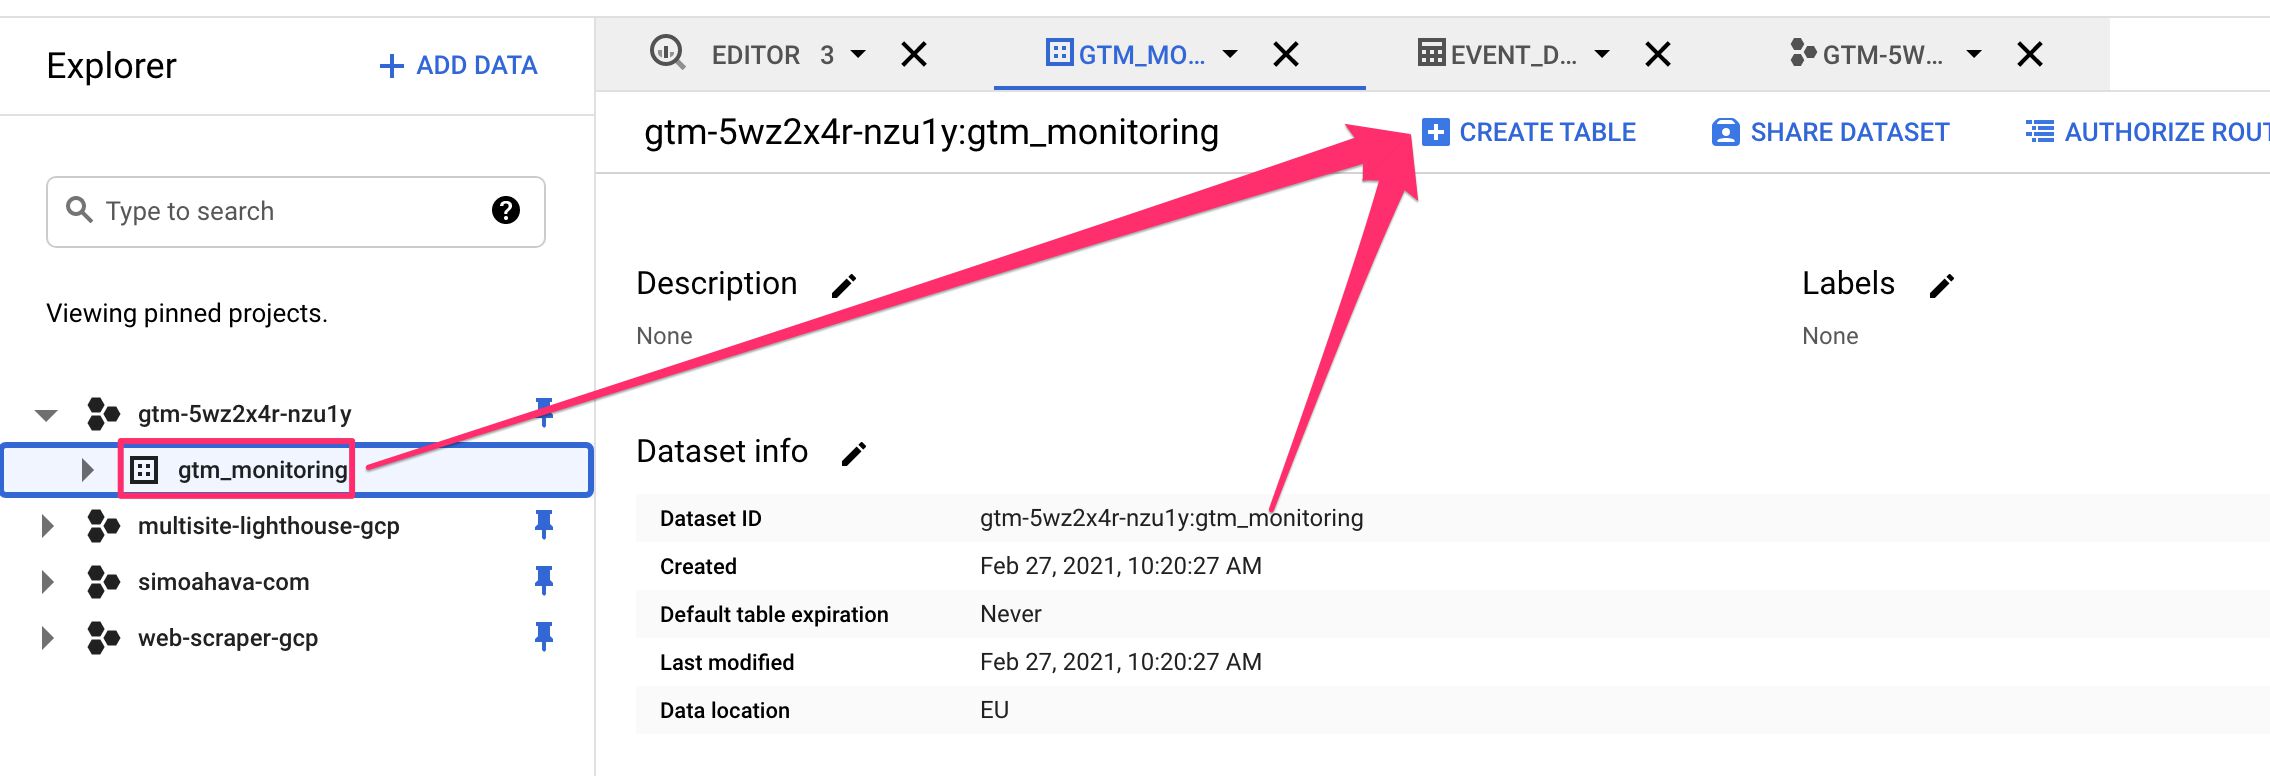 Explorer
ADD DATA
EDITOR 3
GTM_MO...
EVENT_D...
GTM-5W...
gtm-5wz2x4r-nzu1y:gtm_monitoring
CREATE TABLE
SHARE DATASET
AUTHORIZE ROUT
Type to search
?
Viewing pinned projects.
gtm-5wz2x4r-nzu1y
gtm_monitoring
multisite-lighthouse-gcp
simoahava-com
web-scraper-gcp
Description
None
Labels
None
Dataset info
Dataset ID gtm-5wz2x4r-nzu1y:gtm_monitoring
Created Feb 27, 2021, 10:20:27 AM
Default table expiration Never
Last modified Feb 27, 2021, 10:20:27 AM
Data location EU